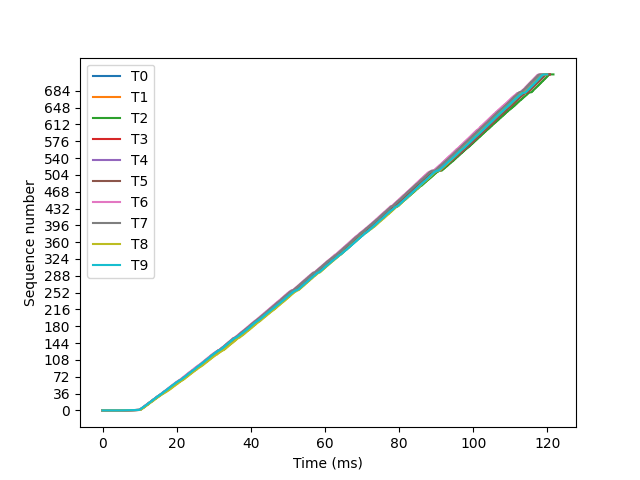 T0
T1
T2
T3
T4
T5
T6
T7
T8
T9
684
648
612
576
540
504
468
432
396
360
324
288
252
216
180
144
108
72
36
0
Sequence number
0 20 40 60 80 100 120
Time (ms)